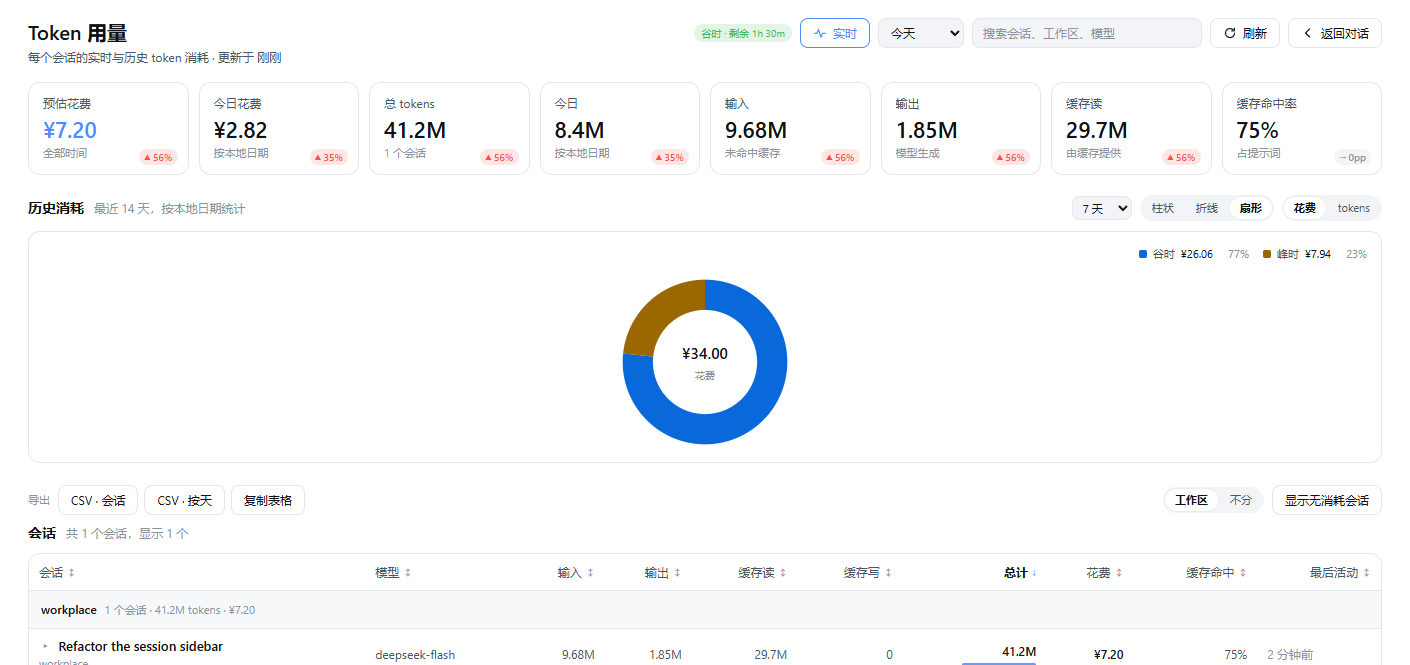 Token 用量
谷时 · 剩余 1h 30m
实时
今天
搜索会话、工作区、模型
刷新
返回对话
每个会话的实时与历史 token 消耗 · 更新于 刚刚
预估花费
¥7.20
全部时间
▲ 56%
今日花费
¥2.82
按本地日期
▲ 35%
总 tokens
41.2M
1 个会话
▲ 56%
今日
8.4M
按本地日期
▲ 35%
输入
9.68M
未命中缓存
▲ 56%
输出
1.85M
模型生成
▲ 56%
缓存读
29.7M
由缓存提供
▲ 56%
缓存命中率
75%
占提示词
→ 0pp
历史消耗 最近 14 天，按本地日期统计
7 天
柱状 折线 扇形
花费 tokens
谷时 ¥26.06 77% 峰时 ¥7.94 23%
¥34.00
花费
导出 CSV · 会话 CSV · 按天 复制表格
工作区 不分 显示无消耗会话
会话 共 1 个会话，显示 1 个
会话 ↕ 模型 ↕ 输入 ↕ 输出 ↕ 缓存读 ↕ 缓存写 ↕ 总计 ↓ 花费 ↕ 缓存命中 ↕ 最后活动 ↕
workplace 1 个会话 · 41.2M tokens · ¥7.20
Refactor the session sidebar
deepseek-flash 9.68M 1.85M 29.7M 0 41.2M ¥7.20 75% 2 分钟前
workplace